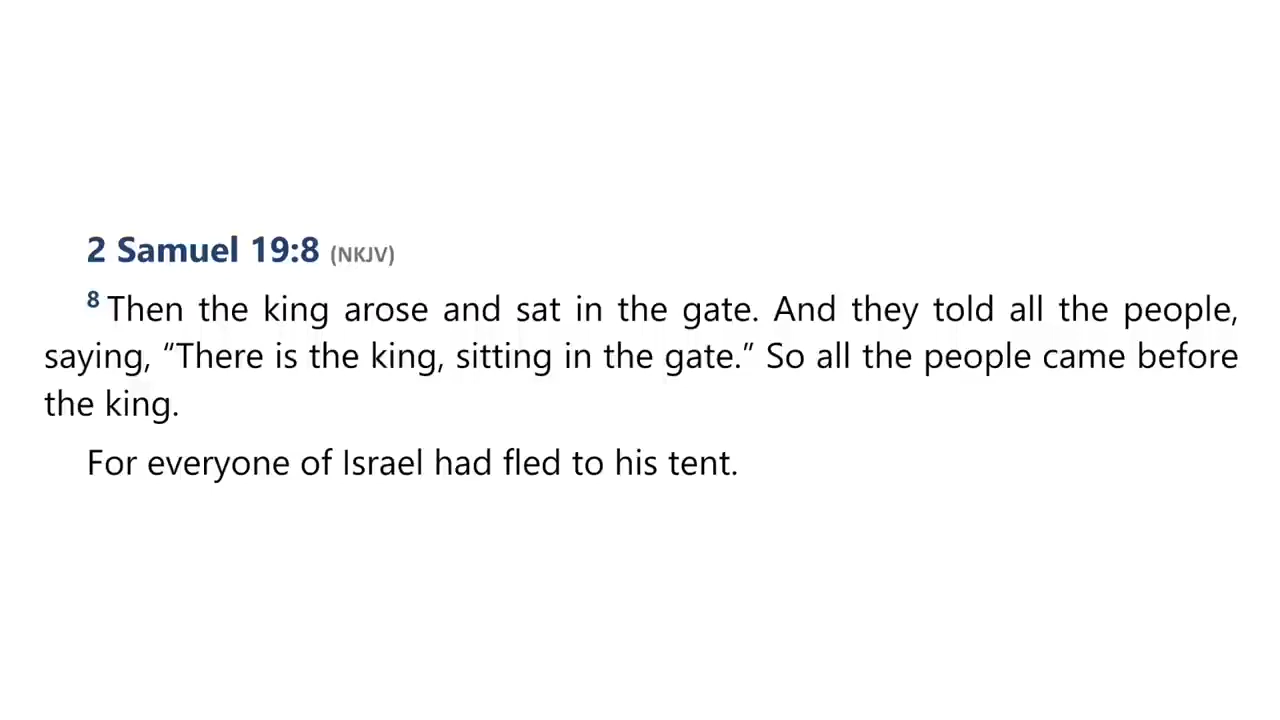 2 Samuel 19:8 (NKJV)
8 Then the king arose and sat in the gate. And they told all the people,
saying, “There is the king, sitting in the gate.” So all the people came before
the king.
For everyone of Israel had fled to his tent.